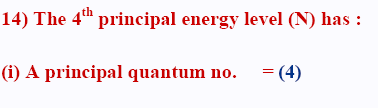 14) The 4th principal energy level (N) has :
(i) A principal quantum no. = (4)